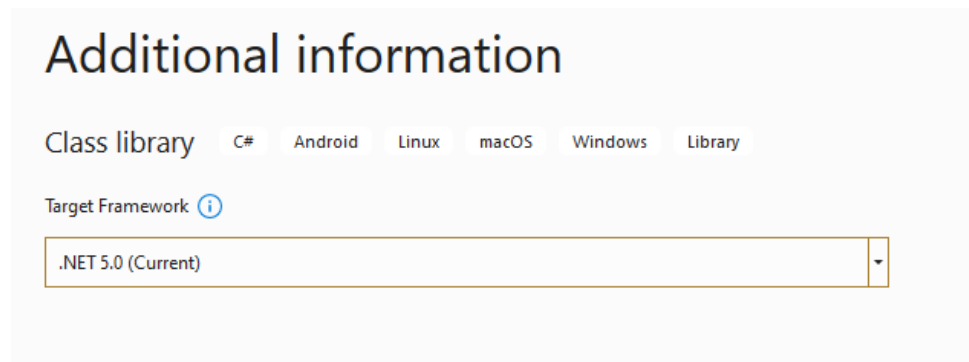 Additional information
Class library C# Android Linux macOS Windows Library
Target Framework
.NET 5.0 (Current)